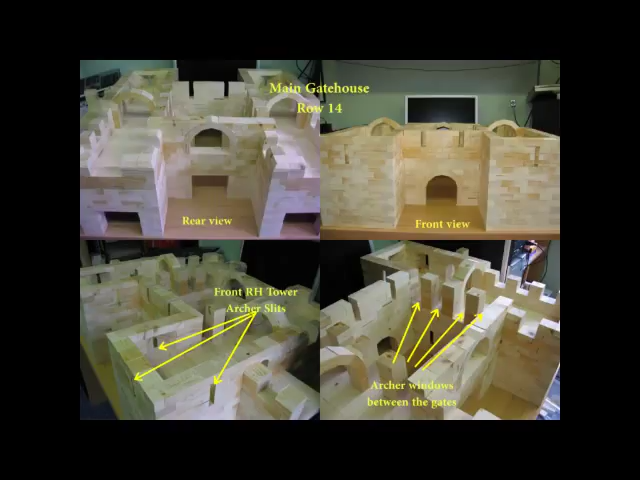 Main Gatehouse
Row 14
Rear view
Front view
Front RH Tower
Archer Slits
Archer windows
between the gates